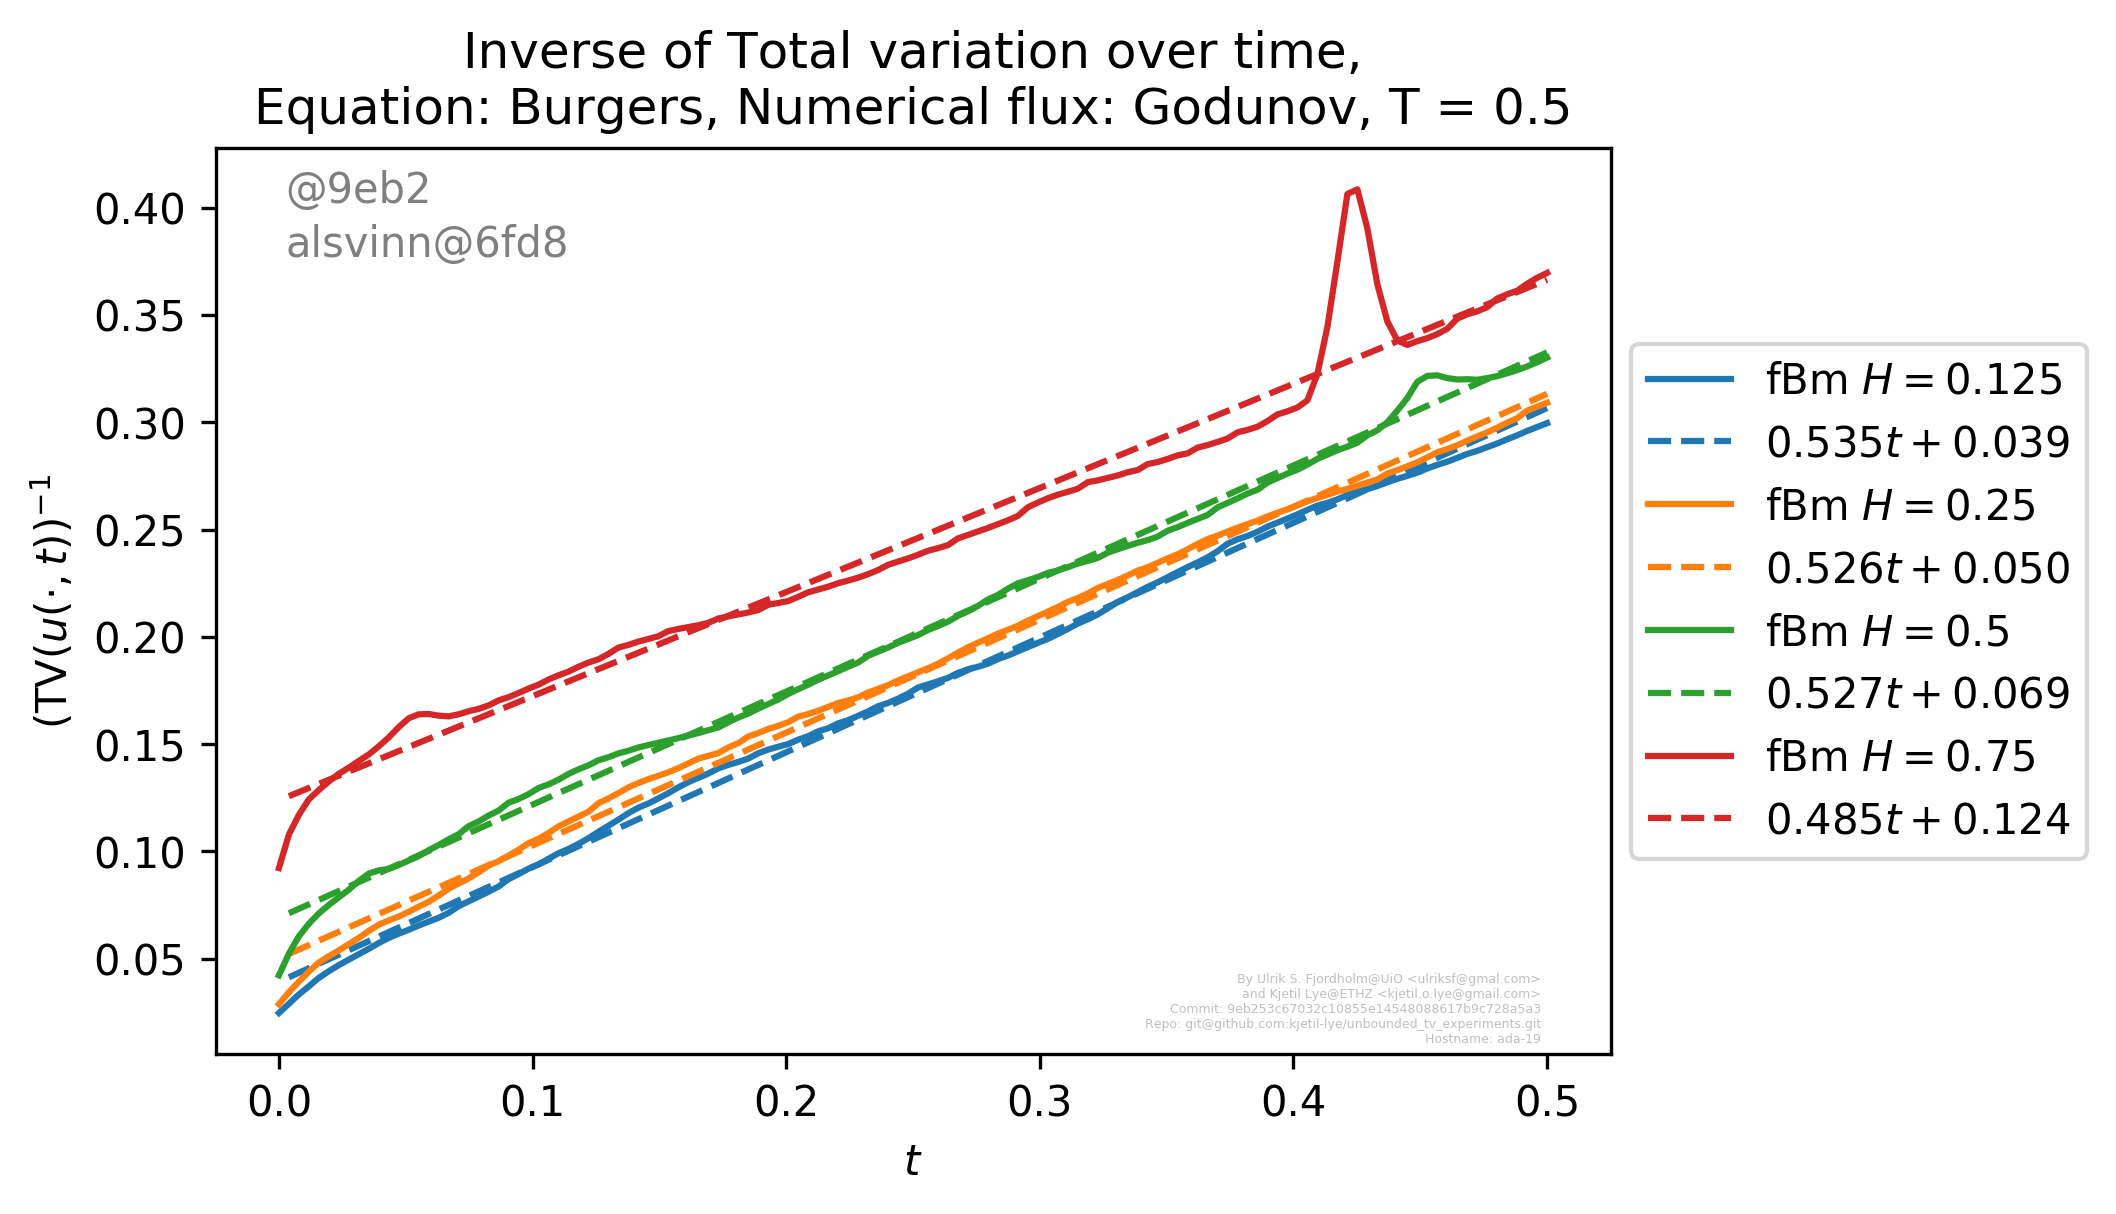 Inverse of Total variation over time,
Equation: Burgers, Numerical flux: Godunov, T = 0.5
@9eb2
alsvinn@6fd8
0.40
0.35
0.30
0.25
0.20
0.15
0.10
0.05
(TV(u(·, t))⁻¹
0.0 0.1 0.2 0.3 0.4 0.5
t
fBm H = 0.125
0.535t + 0.039
fBm H = 0.25
0.526t + 0.050
fBm H = 0.5
0.527t + 0.069
fBm H = 0.75
0.485t + 0.124
By Ulrik S. Fjordholm@UiO <ulriksf@gmal.com>
and Kjetil Lye@ETHZ <kjetil.o.lye@gmail.com>
Commit: 9eb253c67032c10855e14548088617b9c728a5a3
Repo: git@github.com:kjetil-lye/unbounded_tv_experiments.git
Hostname: ada-19